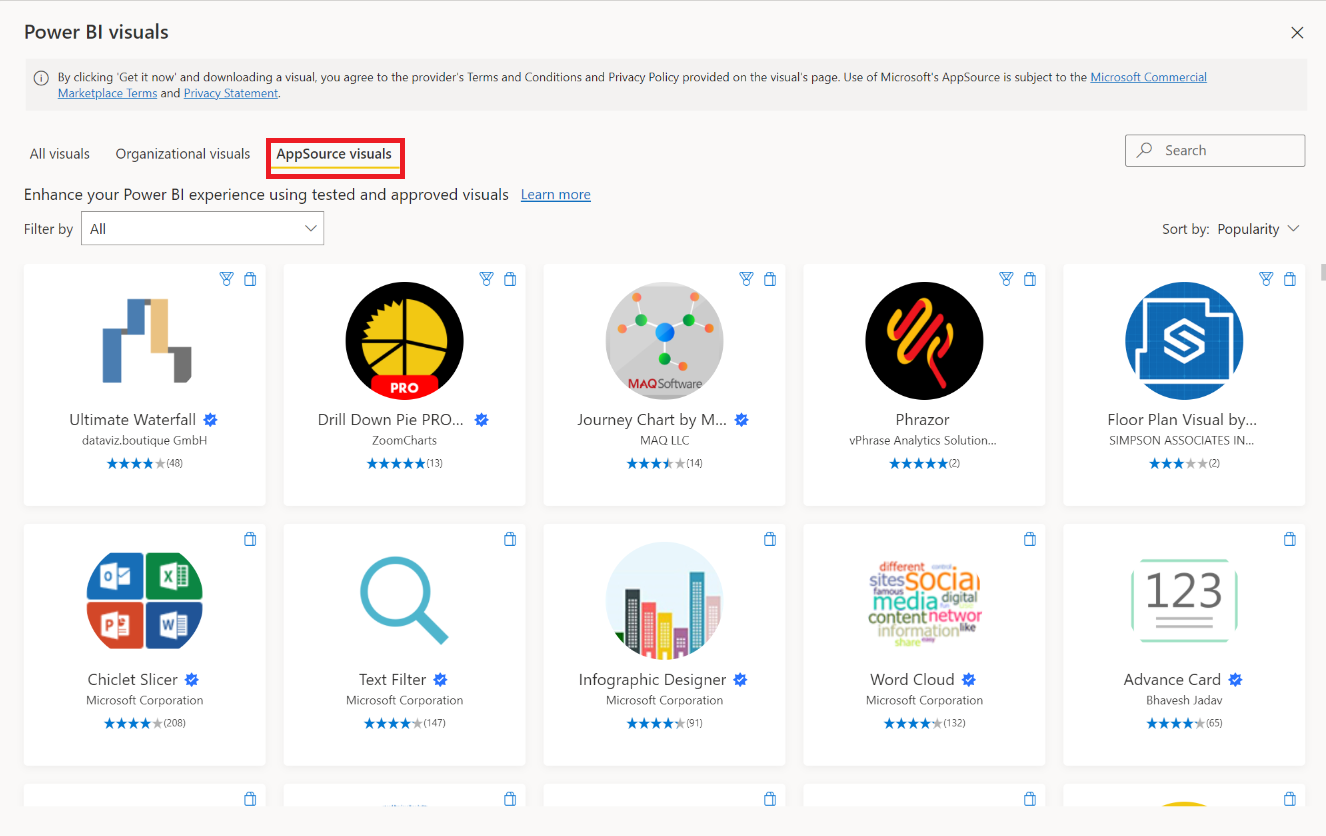 Power BI visuals
By clicking 'Get it now' and downloading a visual, you agree to the provider's Terms and Conditions and Privacy Policy provided on the visual's page. Use of Microsoft's AppSource is subject to the Microsoft Commercial
Marketplace Terms and Privacy Statement.
All visuals Organizational visuals AppSource visuals Search
Enhance your Power BI experience using tested and approved visuals Learn more
Filter by All Sort by: Popularity
PRO
MAQSoftware
Ultimate Waterfall Drill Down Pie PRO... Journey Chart by M... Phrazor Floor Plan Visual by...
dataviz.boutique GmbH ZoomCharts MAQ LLC vPhrase Analytics Solution... SIMPSON ASSOCIATES IN...
(48) (13) (14) (2) (2)
different control
sites social
famous
media digital
content network
information like
share easy
123
Chiclet Slicer Text Filter Infographic Designer Word Cloud Advance Card
Microsoft Corporation Microsoft Corporation Microsoft Corporation Microsoft Corporation Bhavesh Jadav
(208) (147) (91) (132) (65)